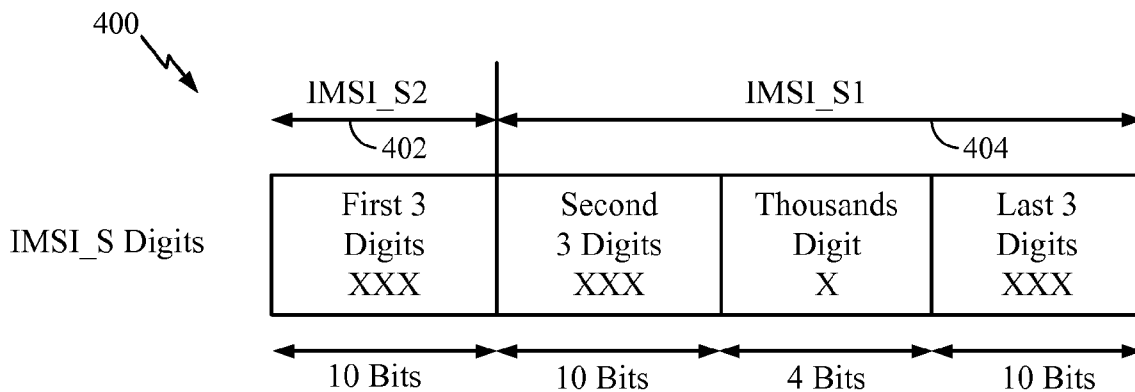 400
IMSI_S2
IMSI_S1
402
404
IMSI_S Digits
First 3
Digits
XXX
Second
3 Digits
XXX
Thousands
Digit
X
Last 3
Digits
XXX
10 Bits
10 Bits
4 Bits
10 Bits